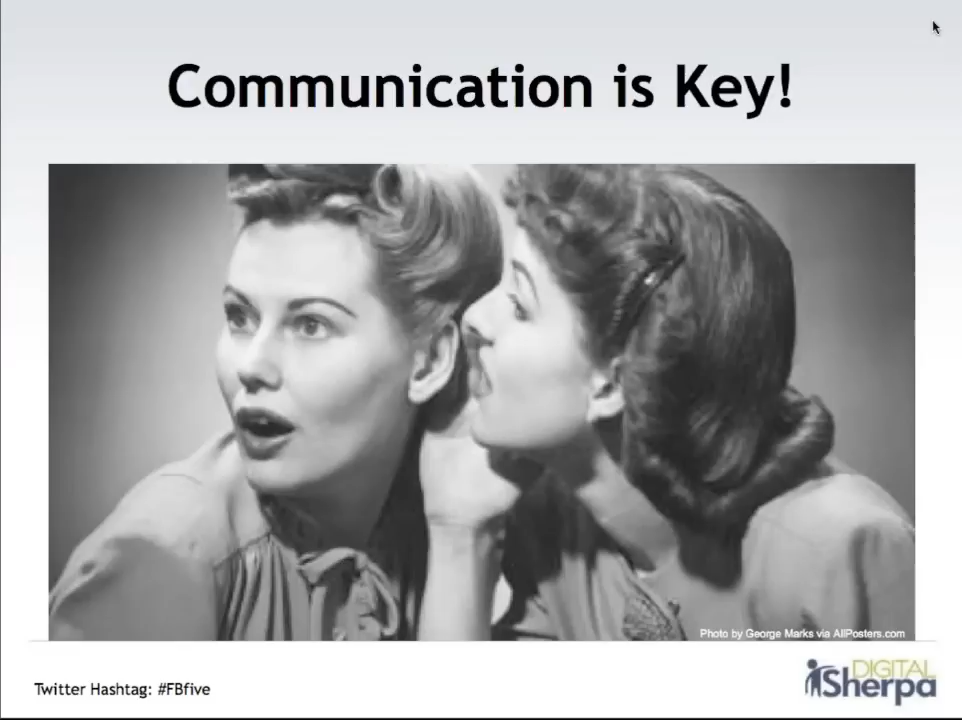 Communication is Key!
Photo by George Marks via AllPosters.com
Twitter Hashtag: #FBfive
DIGITAL
Sherpa